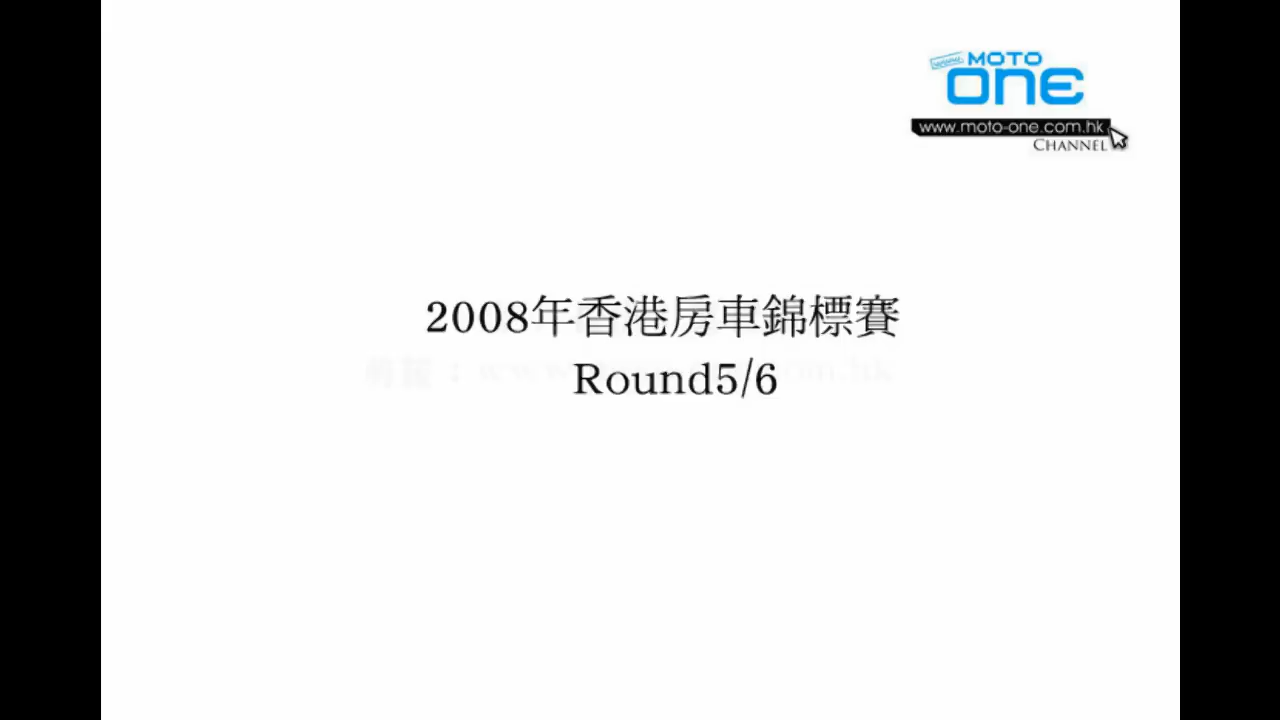 MOTO
ONE
www.moto-one.com.hk
CHANNEL
2008年香港房車錦標賽
Round5/6